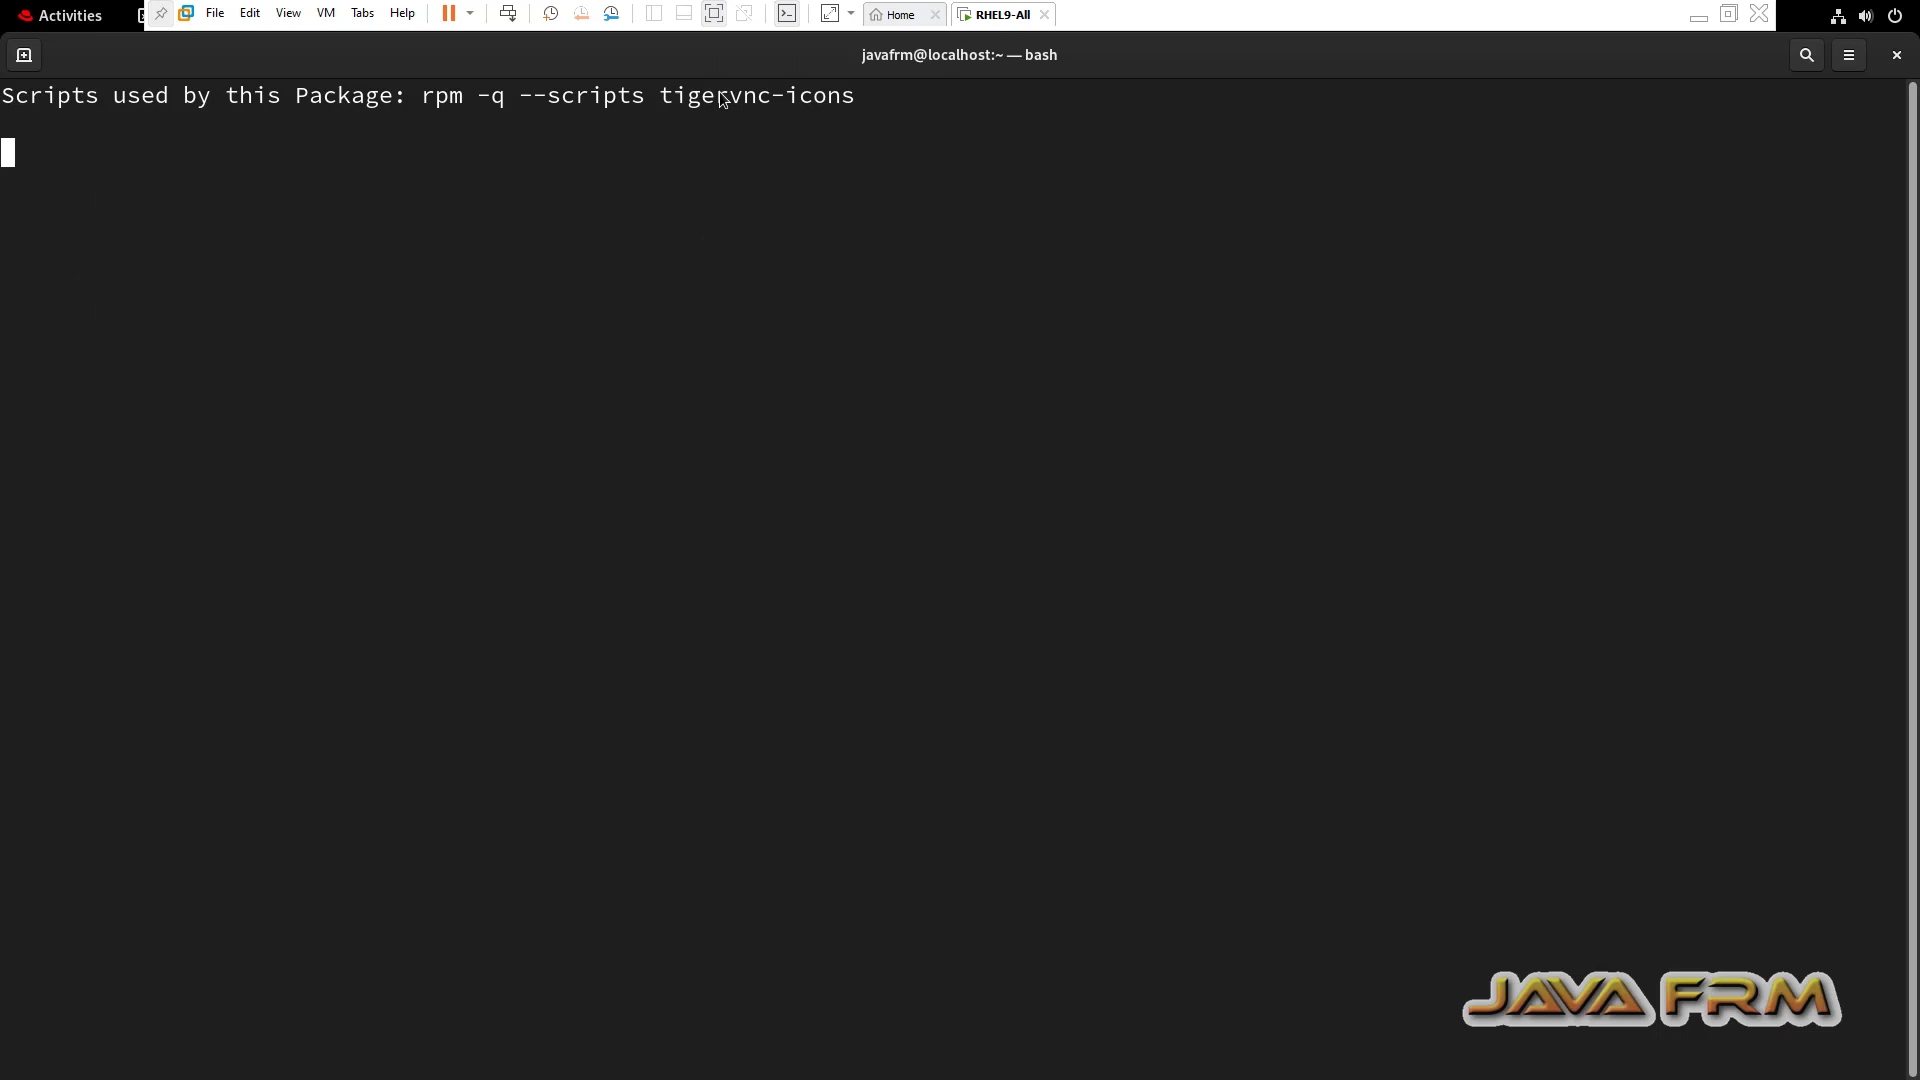 Activities
File Edit View VM Tabs Help
Home
RHEL9-All
javafrm@localhost:~ — bash
Scripts used by this Package: rpm -q --scripts tigervnc-icons
JAVA FRM